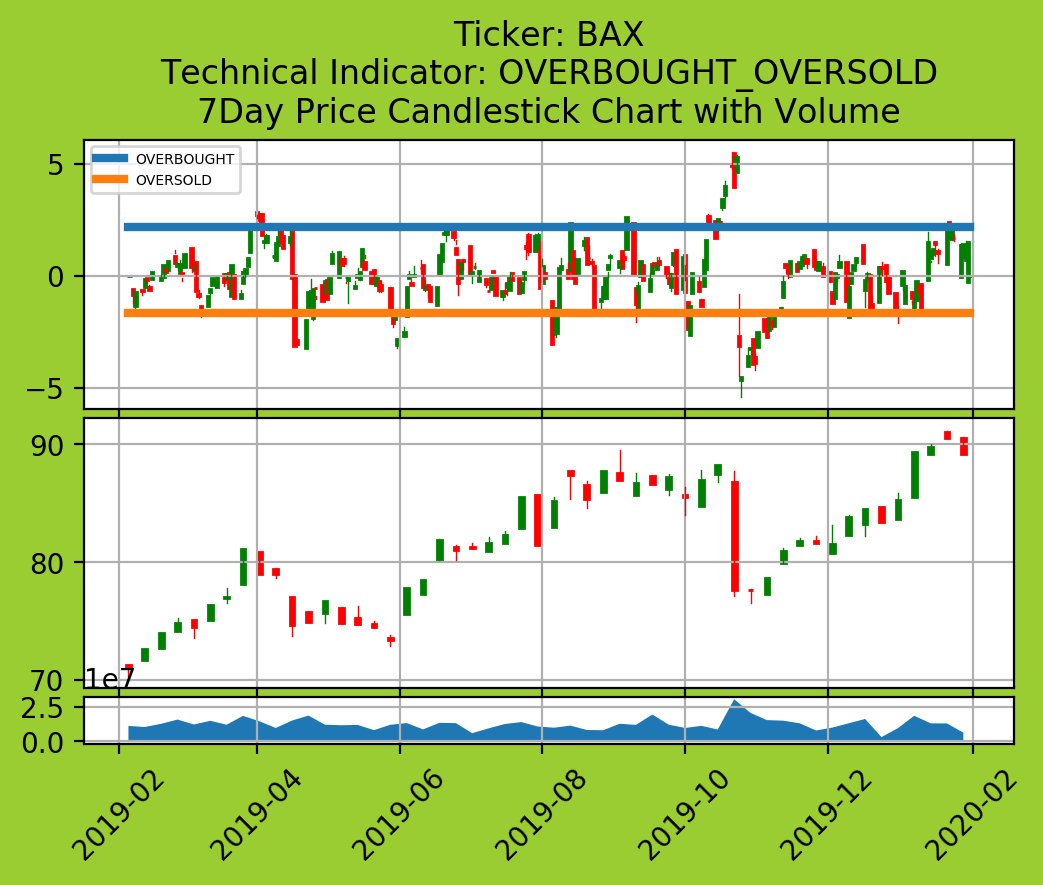 Ticker: BAX
Technical Indicator: OVERBOUGHT_OVERSOLD
7Day Price Candlestick Chart with Volume
OVERBOUGHT
OVERSOLD
5
0
−5
90
80
70
1e7
2.5
0.0
2019-02
2019-04
2019-06
2019-08
2019-10
2019-12
2020-02